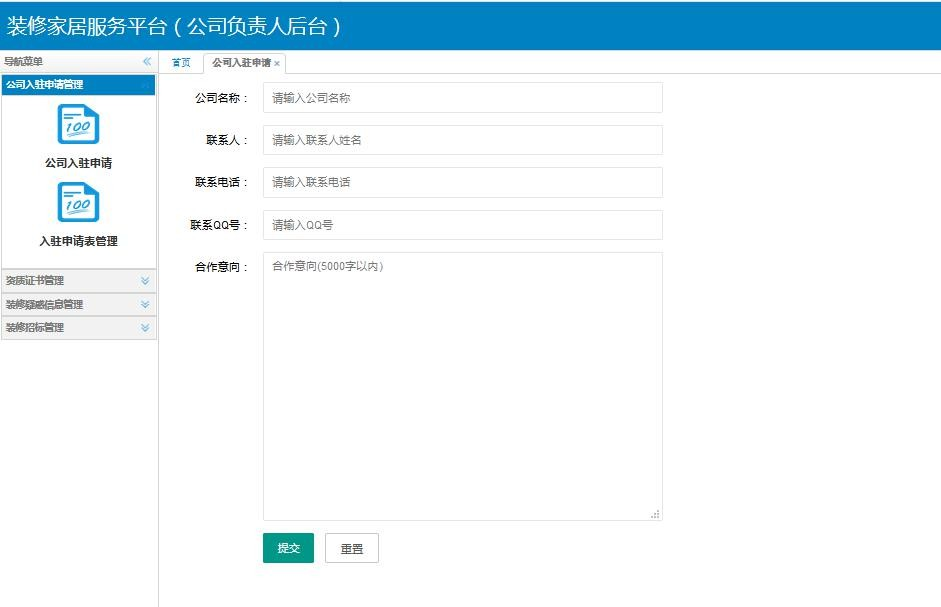 装修家居服务平台（公司负责人后台）
导航菜单
首页
公司入驻申请
公司入驻申请管理
100
公司入驻申请
100
入驻申请表管理
资质证书管理
装修疑惑信息管理
装修招标管理
公司名称：
请输入公司名称
联系人：
请输入联系人姓名
联系电话：
请输入联系电话
联系QQ号：
请输入QQ号
合作意向：
合作意向(5000字以内)
提交
重置